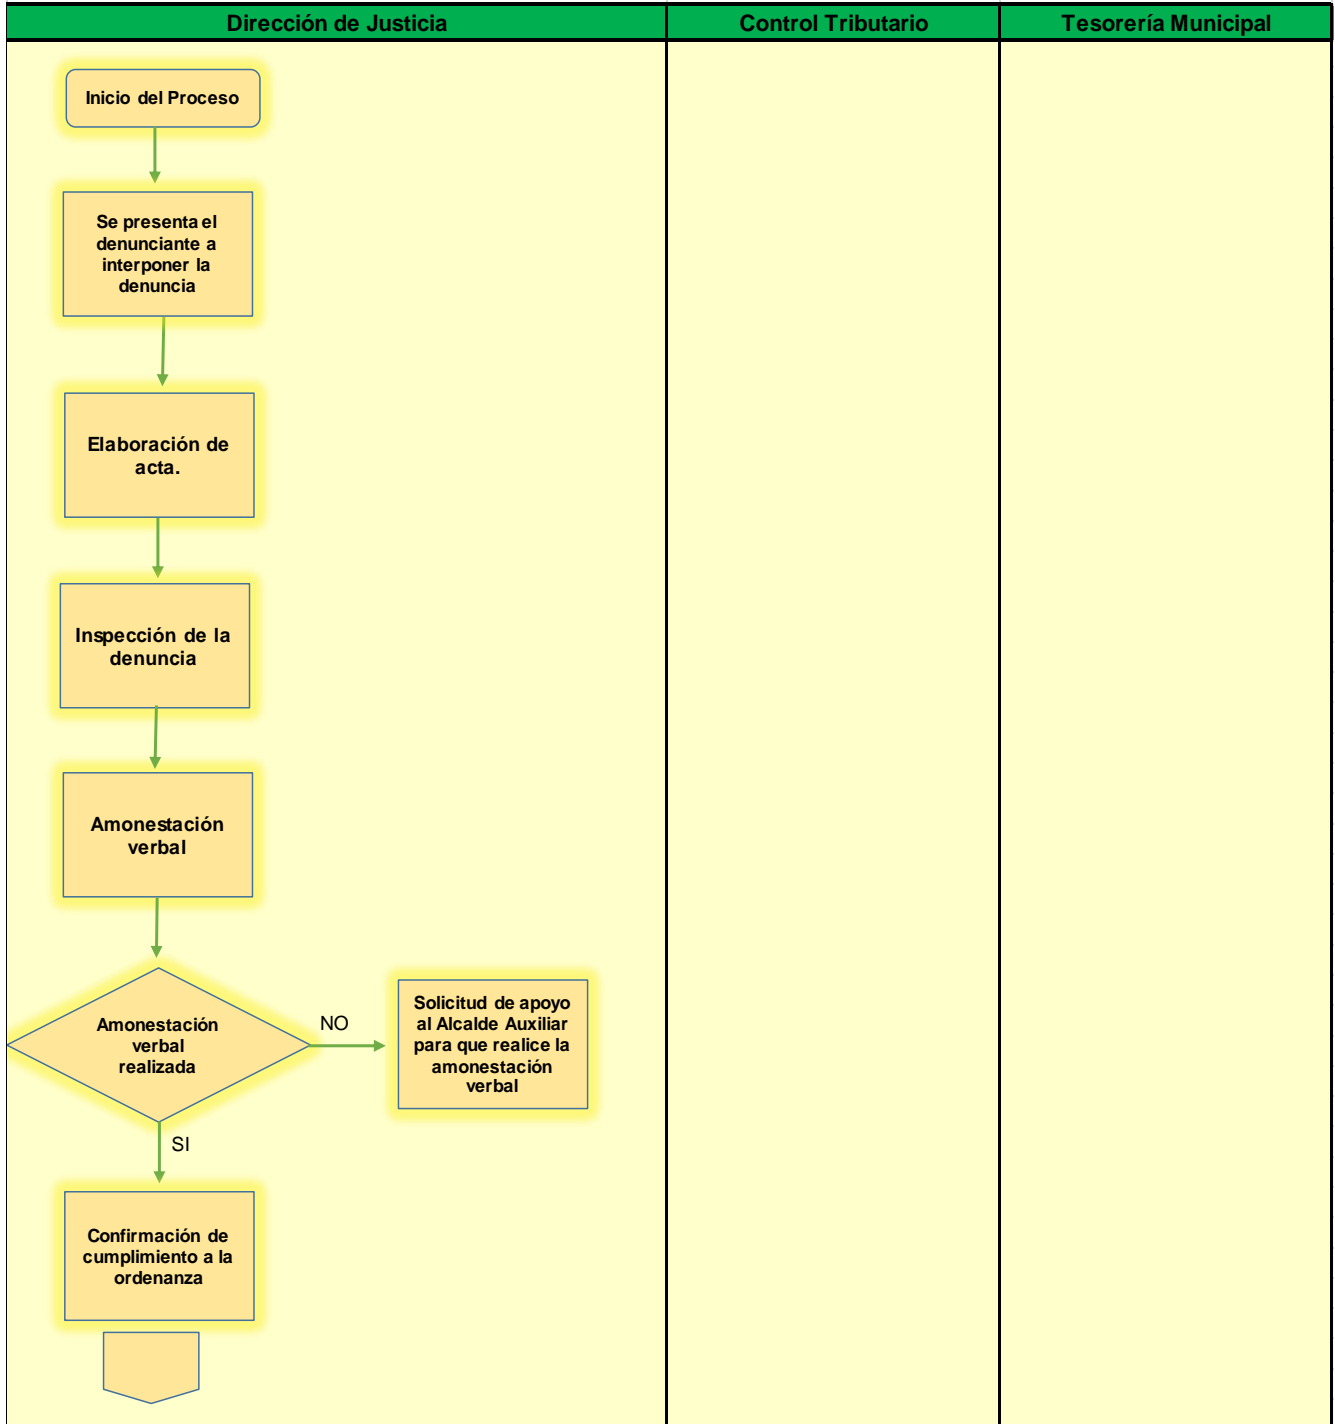 Dirección de Justicia
Control Tributario
Tesorería Municipal
Inicio del Proceso
Se presenta el
denunciante a
interponer la
denuncia
Elaboración de
acta.
Inspección de la
denuncia
Amonestación
verbal
Amonestación
verbal
realizada
NO
Solicitud de apoyo
al Alcalde Auxiliar
para que realice la
amonestación
verbal
SI
Confirmación de
cumplimiento a la
ordenanza